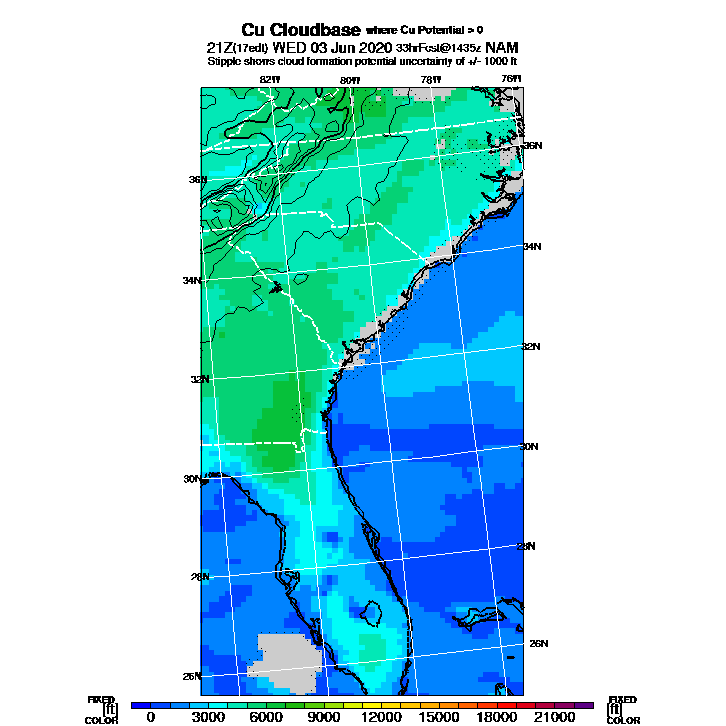 Cu Cloudbase where Cu Potential > 0
21Z(17edt) WED 03 Jun 2020 33hrFcst@1435z NAM
Stipple shows cloud formation potential uncertainty of +/- 1000 ft
82W 80W 78W 76W
36N
36N
34N
34N
32N
32N
30N
30N
28N
28N
26N
26N
FIXED FIXED
[ft] [ft]
COLOR COLOR
0 3000 6000 9000 12000 15000 18000 21000